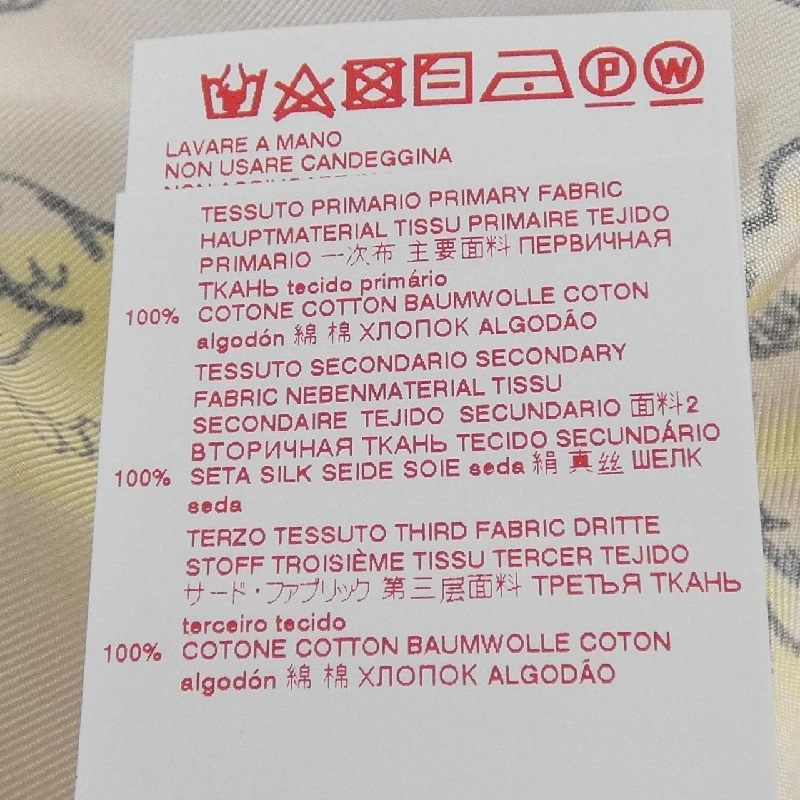 P W
LAVARE A MANO
NON USARE CANDEGGINA
TESSUTO PRIMARIO PRIMARY FABRIC
HAUPTMATERIAL TISSU PRIMAIRE TEJIDO
PRIMARIO 一次布 主要面料 ПЕРВИЧНАЯ
ТКАНЬ tecido primário
100% COTONE COTTON BAUMWOLLE COTON
algodón 綿 棉 ХЛОПОК ALGODÃO
TESSUTO SECONDARIO SECONDARY
FABRIC NEBENMATERIAL TISSU
SECONDAIRE TEJIDO SECUNDARIO 面料2
ВТОРИЧНАЯ ТКАНЬ TECIDO SECUNDÁRIO
100% SETA SILK SEIDE SOIE seda 絹 真丝 ШЕЛК
seda
TERZO TESSUTO THIRD FABRIC DRITTE
STOFF TROISIÈME TISSU TERCER TEJIDO
サード・ファブリック 第三层面料 ТРЕТЬЯ ТКАНЬ
terceiro tecido
100% COTONE COTTON BAUMWOLLE COTON
algodón 綿 棉 ХЛОПОК ALGODÃO